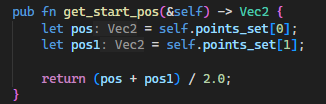 pub fn get_start_pos(&self) -> Vec2 {
let pos: Vec2 = self.points_set[0];
let pos1: Vec2 = self.points_set[1];
return (pos + pos1) / 2.0;
}